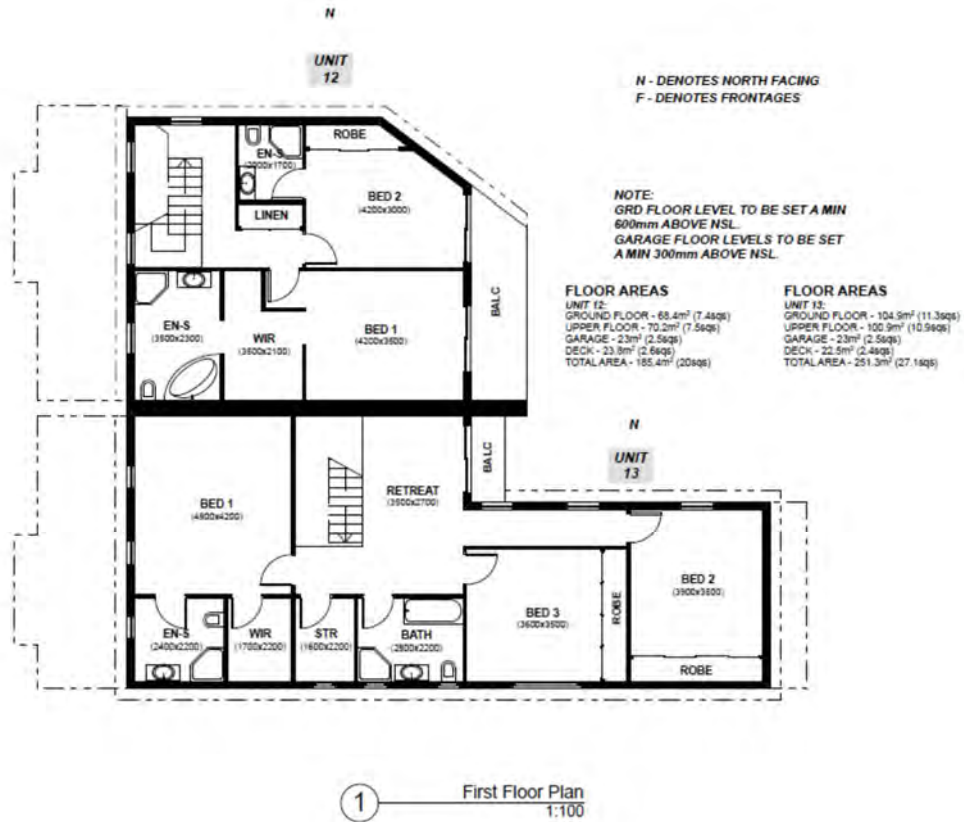 N
UNIT
12
N - DENOTES NORTH FACING
F - DENOTES FRONTAGES
ROBE
EN-S
(2000x1700)
BED 2
(4200x3000)
LINEN
NOTE:
GRD FLOOR LEVEL TO BE SET A MIN
600mm ABOVE NSL.
GARAGE FLOOR LEVELS TO BE SET
A MIN 300mm ABOVE NSL.
FLOOR AREAS
UNIT 12:
GROUND FLOOR - 68.4m² (7.4sqs)
UPPER FLOOR - 70.2m² (7.5sqs)
GARAGE - 23m² (2.5sqs)
DECK - 23.8m² (2.6sqs)
TOTAL AREA - 185.4m² (20sqs)
FLOOR AREAS
UNIT 13:
GROUND FLOOR - 104.9m² (11.3sqs)
UPPER FLOOR - 100.9m² (10.9sqs)
GARAGE - 23m² (2.5sqs)
DECK - 22.5m² (2.4sqs)
TOTAL AREA - 251.3m² (27.1sqs)
EN-S
(3500x2300)
WIR
(3500x2100)
BED 1
(4200x3500)
BALC
N
UNIT
13
BALC
BED 1
(4800x4200)
RETREAT
(3500x2700)
BED 2
(3900x3500)
BED 3
(3500x3500)
ROBE
EN-S
(2400x2200)
WIR
(1700x2200)
STR
(1600x2200)
BATH
(2800x2200)
ROBE
1
First Floor Plan
1:100